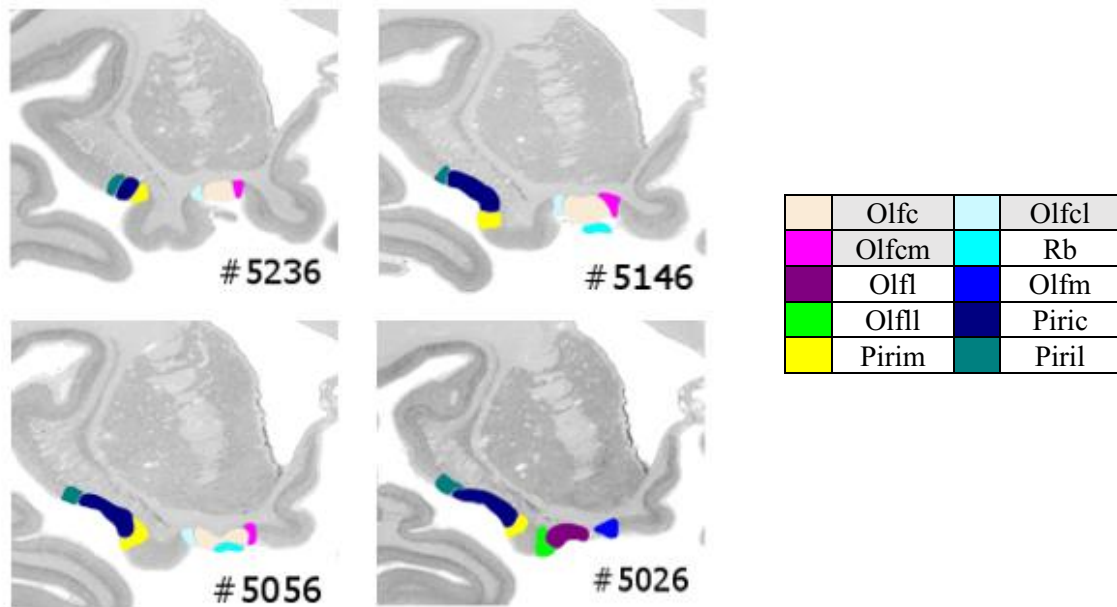 #5236
#5146
#5056
#5026
Olfc Olfcl
Olfcm Rb
Olfl Olfm
Olfll Piric
Pirim Piril